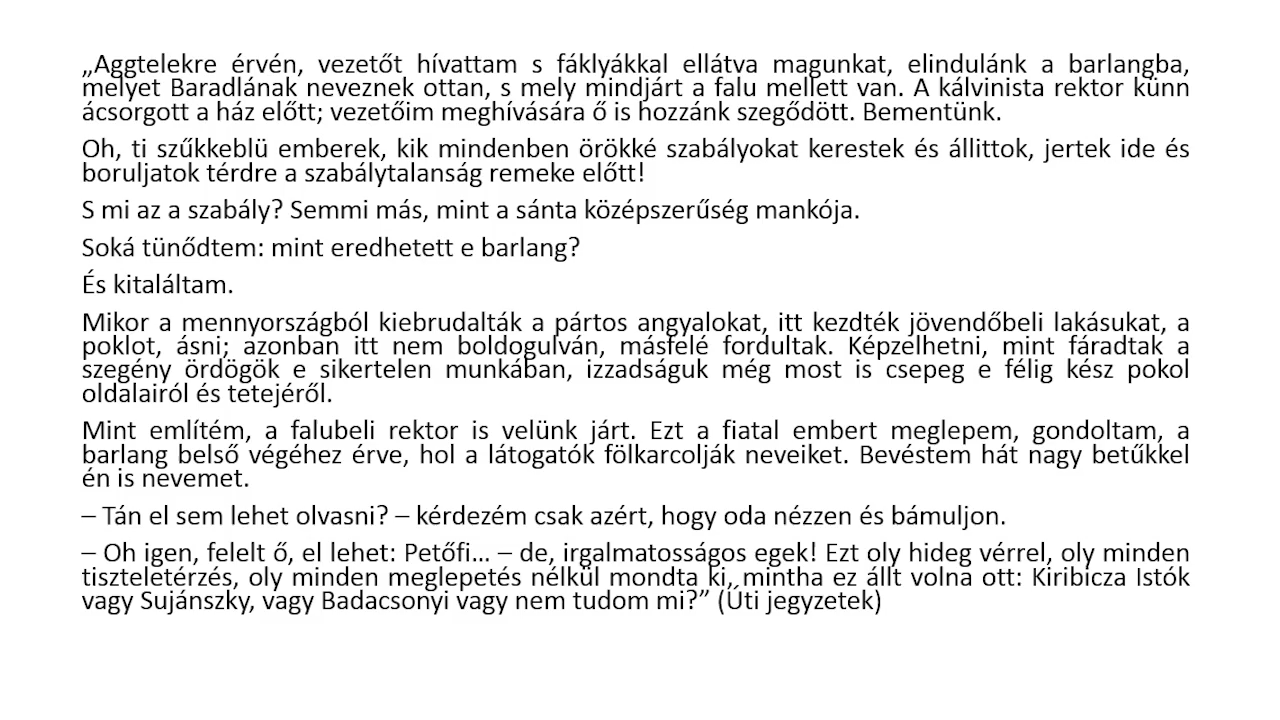 „Aggtelekre érvén, vezetőt hívattam s fáklyákkal ellátva magunkat, elindulánk a barlangba,
melyet Baradlának neveznek ottan, s mely mindjárt a falu mellett van. A kálvinista rektor künn
ácsorgott a ház előtt; vezetőim meghívására ő is hozzánk szegődött. Bementünk.
Oh, ti szűkkeblü emberek, kik mindenben örökké szabályokat kerestek és állittok, jertek ide és
boruljatok térdre a szabálytalanság remeke előtt!
S mi az a szabály? Semmi más, mint a sánta középszerűség mankója.
Soká tünődtem: mint eredhetett e barlang?
És kitaláltam.
Mikor a mennyországból kiebrudalták a pártos angyalokat, itt kezdték jövendőbeli lakásukat, a
poklot, ásni; azonban itt nem boldogulván, másfelé fordultak. Képzelhetni, mint fáradtak a
szegény ördögök e sikertelen munkában, izzadságuk még most is csepeg e félig kész pokol
oldalairól és tetejéről.
Mint említém, a falubeli rektor is velünk járt. Ezt a fiatal embert meglepem, gondoltam, a
barlang belső végéhez érve, hol a látogatók fölkarcolják neveiket. Bevéstem hát nagy betűkkel
én is nevemet.
– Tán el sem lehet olvasni? – kérdezém csak azért, hogy oda nézzen és bámuljon.
– Oh igen, felelt ő, el lehet: Petőfi… – de, irgalmatosságos egek! Ezt oly hideg vérrel, oly minden
tiszteletérzés, oly minden meglepetés nélkül mondta ki, mintha ez állt volna ott: Kiribicza Istók
vagy Sujánszky, vagy Badacsonyi vagy nem tudom mi?” (Úti jegyzetek)